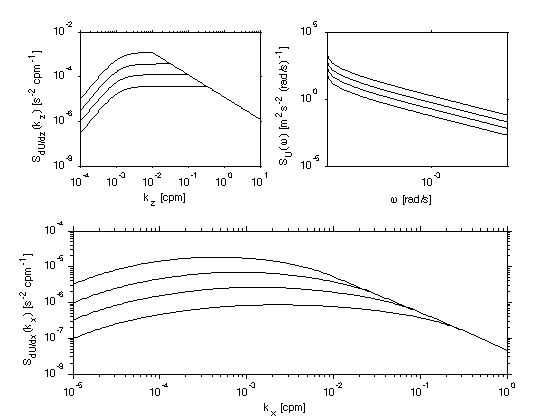 10^-2
10^-4
10^-6
10^-8
S_dU/dz(k_z) [s^-2 cpm^-1]
10^-4 10^-3 10^-2 10^-1 10^0 10^1
k_z [cpm]
10^5
10^0
10^-5
S_U(ω) [m^2 s^-2 (rad/s)^-1]
10^-3
ω [rad/s]
10^-4
10^-5
10^-6
10^-7
10^-8
S_dU/dx(k_x) [s^-2 cpm^-1]
10^-5 10^-4 10^-3 10^-2 10^-1 10^0
k_x [cpm]